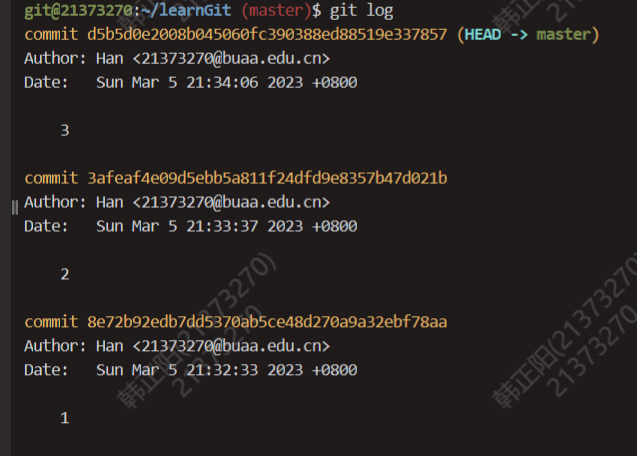 git@21373270:~/learnGit (master)$ git log
commit d5b5d0e2008b045060fc390388ed88519e337857 (HEAD -> master)
Author: Han <21373270@buaa.edu.cn>
Date:   Sun Mar 5 21:34:06 2023 +0800
3
commit 3afeaf4e09d5ebb5a811f24dfd9e8357b47d021b
Author: Han <21373270@buaa.edu.cn>
Date:   Sun Mar 5 21:33:37 2023 +0800
2
commit 8e72b92edb7dd5370ab5ce48d270a9a32ebf78aa
Author: Han <21373270@buaa.edu.cn>
Date:   Sun Mar 5 21:32:33 2023 +0800
1
韩正阳(21373270)
21373270
韩正阳(21373270)
21373270